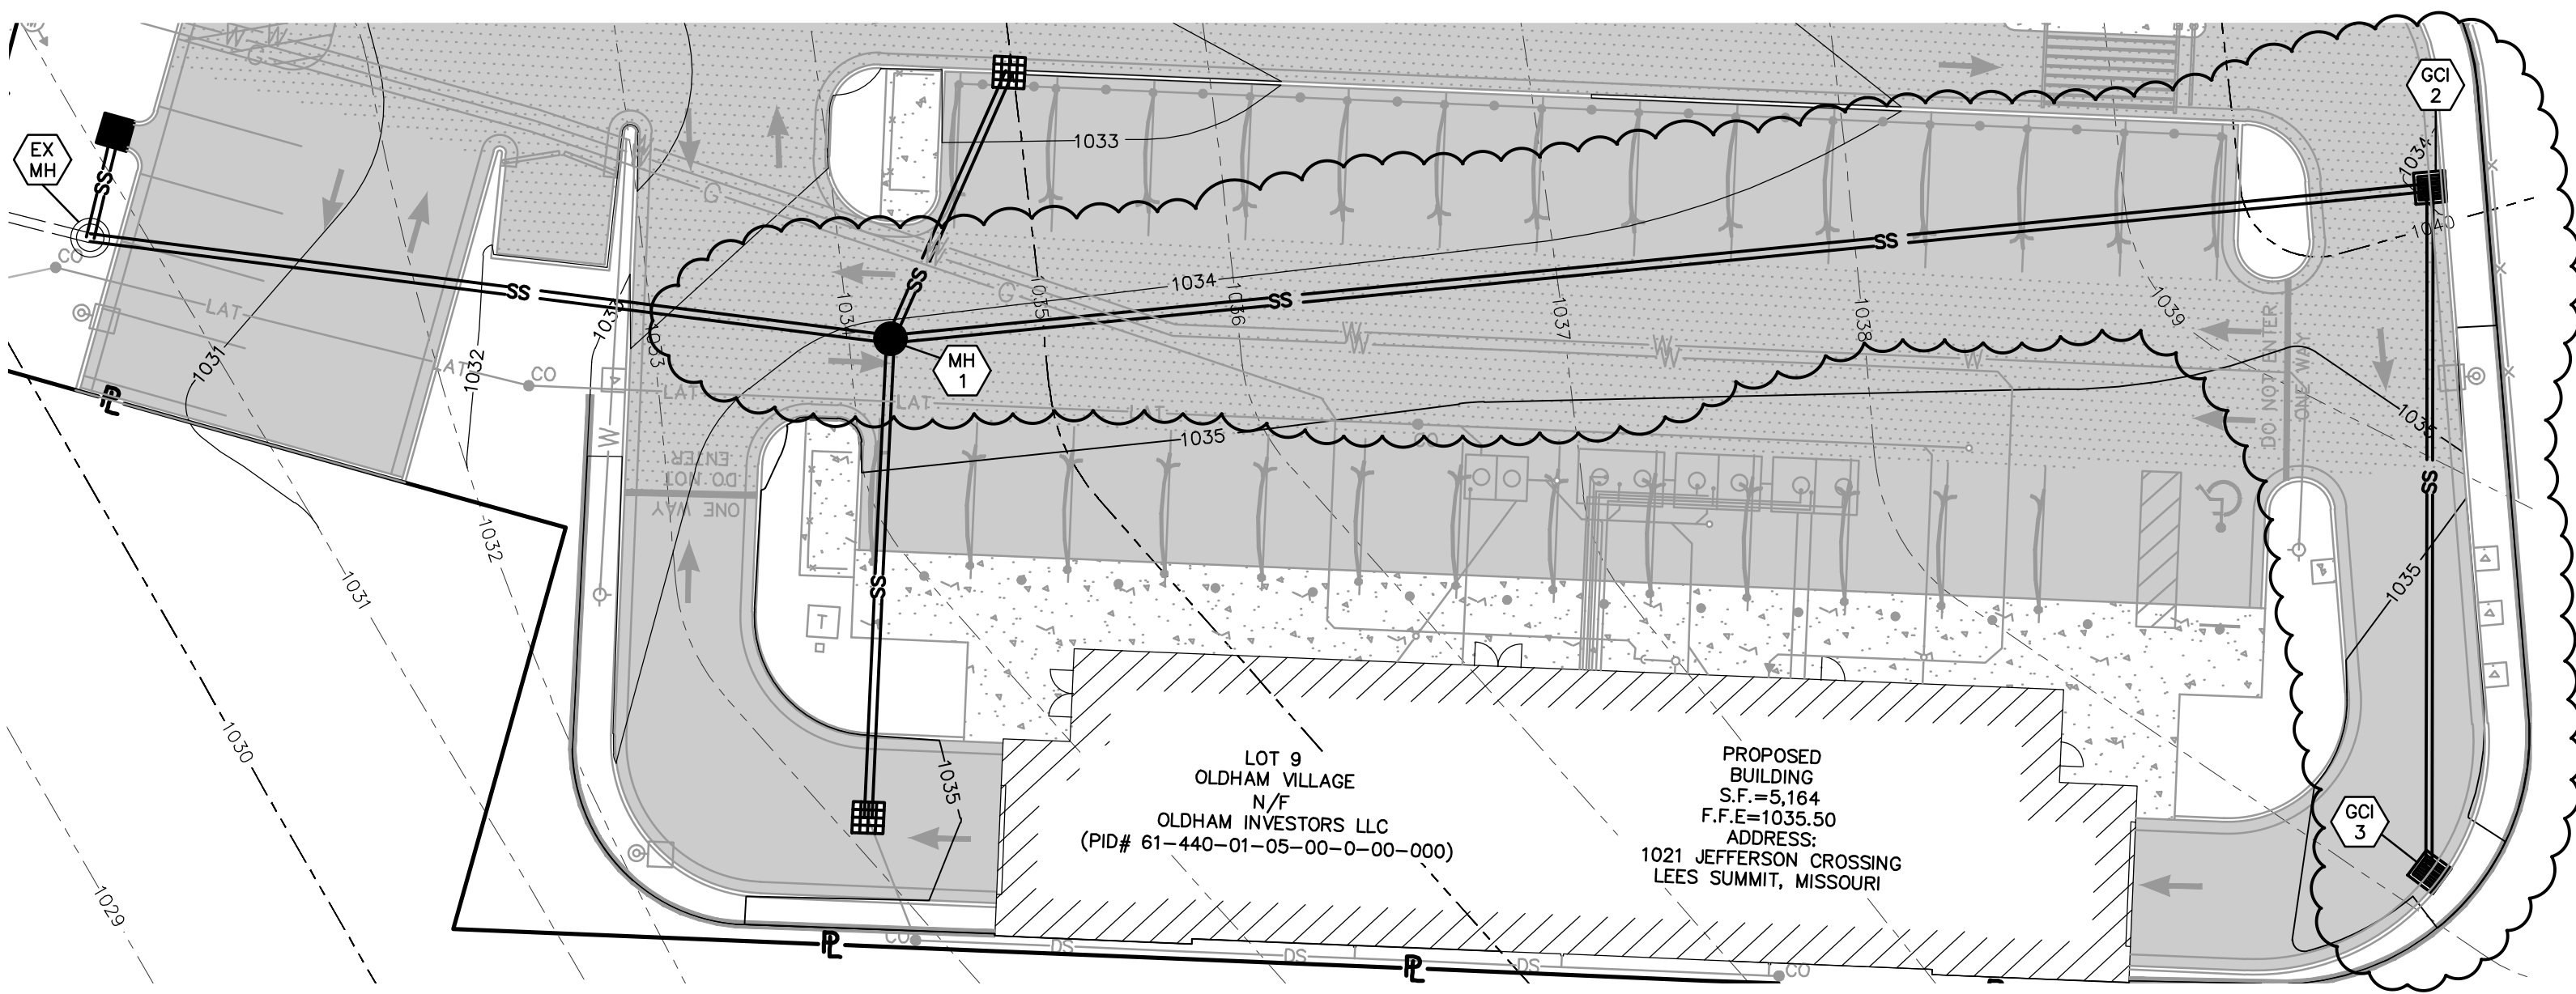 GCI
2
EX
MH
SS
1033
1034
G
CO
LAT
SS
SS
SS
SS
1034
1040
1031
1032
1033
1034
1035
1036
1037
1038
1039
G
W
W
W
MH
1
CO
LAT
LAT
LAT
CO
PL
1035
1035
DO NOT ENTER
ONE WAY
ENTER
DO NOT
ONE WAY
W
SS
SS
1032
1031
1030
1029
1035
T
1035
LOT 9
OLDHAM VILLAGE
N/F
OLDHAM INVESTORS LLC
(PID# 61-440-01-05-00-0-00-000)
PROPOSED
BUILDING
S.F.=5,164
F.F.E=1035.50
ADDRESS:
1021 JEFFERSON CROSSING
LEES SUMMIT, MISSOURI
GCI
3
PL
CO
DS
DS
PL
DS
CO